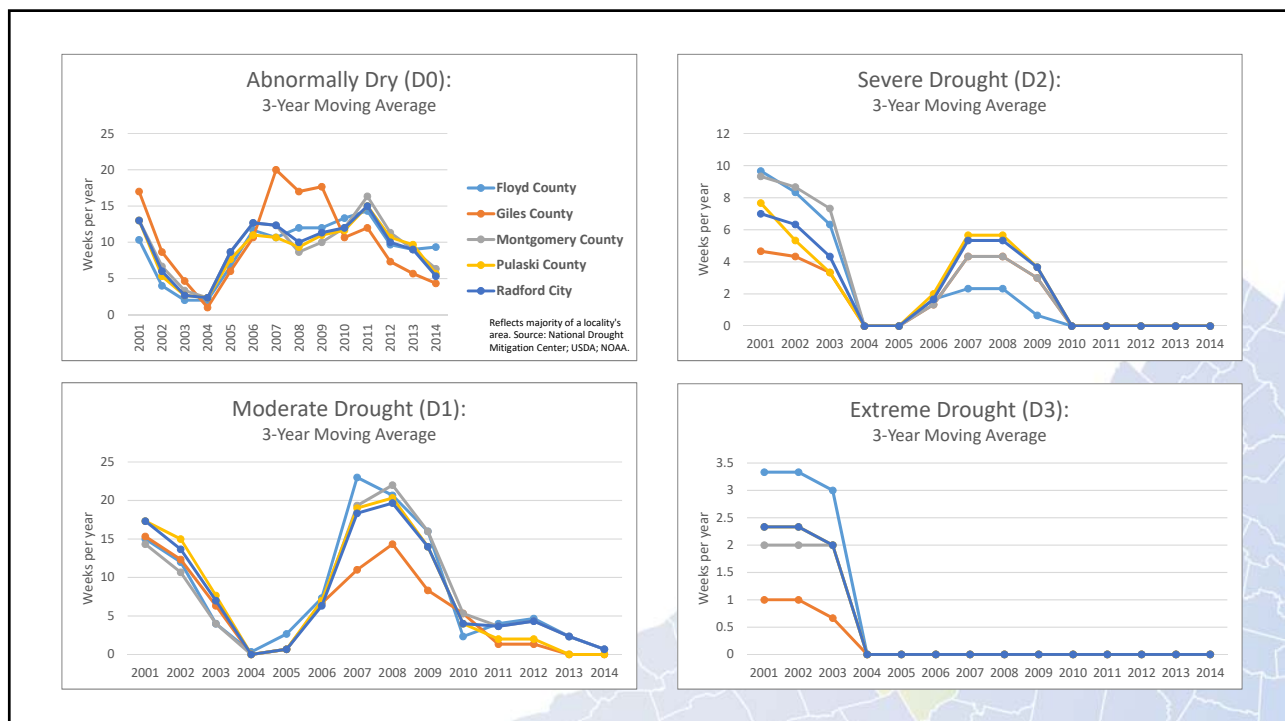 Abnormally Dry (D0):
3-Year Moving Average
Weeks per year
25
20
15
10
5
0
2001
2002
2003
2004
2005
2006
2007
2008
2009
2010
2011
2012
2013
2014
Floyd County
Giles County
Montgomery County
Pulaski County
Radford City
Reflects majority of a locality's
area. Source: National Drought
Mitigation Center; USDA; NOAA.
Severe Drought (D2):
3-Year Moving Average
Weeks per year
12
10
8
6
4
2
0
2001 2002 2003 2004 2005 2006 2007 2008 2009 2010 2011 2012 2013 2014
Moderate Drought (D1):
3-Year Moving Average
Weeks per year
25
20
15
10
5
0
2001 2002 2003 2004 2005 2006 2007 2008 2009 2010 2011 2012 2013 2014
Extreme Drought (D3):
3-Year Moving Average
Weeks per year
3.5
3
2.5
2
1.5
1
0.5
0
2001 2002 2003 2004 2005 2006 2007 2008 2009 2010 2011 2012 2013 2014